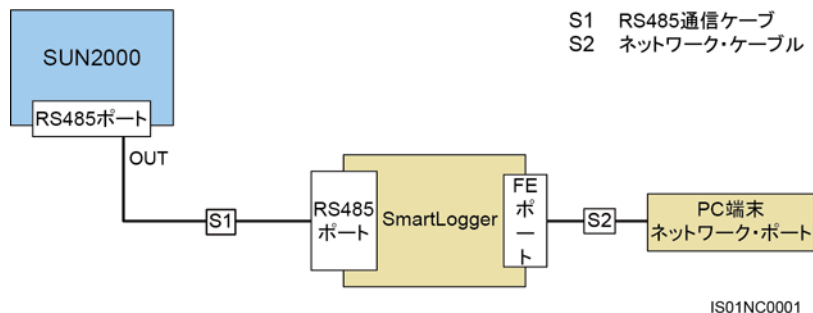 S1 RS485通信ケーブ
S2 ネットワーク・ケーブル
SUN2000
RS485ポート
OUT
S1
RS485
ポート
SmartLogger
FE
ポ
ー
ト
S2
PC端末
ネットワーク・ポート
IS01NC0001